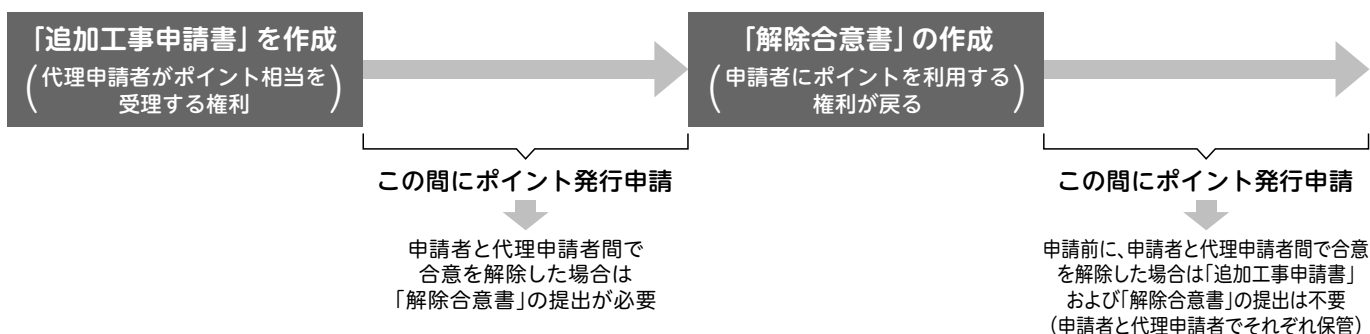 「追加工事申請書」を作成
(代理申請者がポイント相当を
受理する権利)
「解除合意書」の作成
(申請者にポイントを利用する
権利が戻る)
この間にポイント発行申請
申請者と代理申請者間で
合意を解除した場合は
「解除合意書」の提出が必要
この間にポイント発行申請
申請前に、申請者と代理申請者間で合意
を解除した場合は「追加工事申請書」
および「解除合意書」の提出は不要
(申請者と代理申請者でそれぞれ保管)